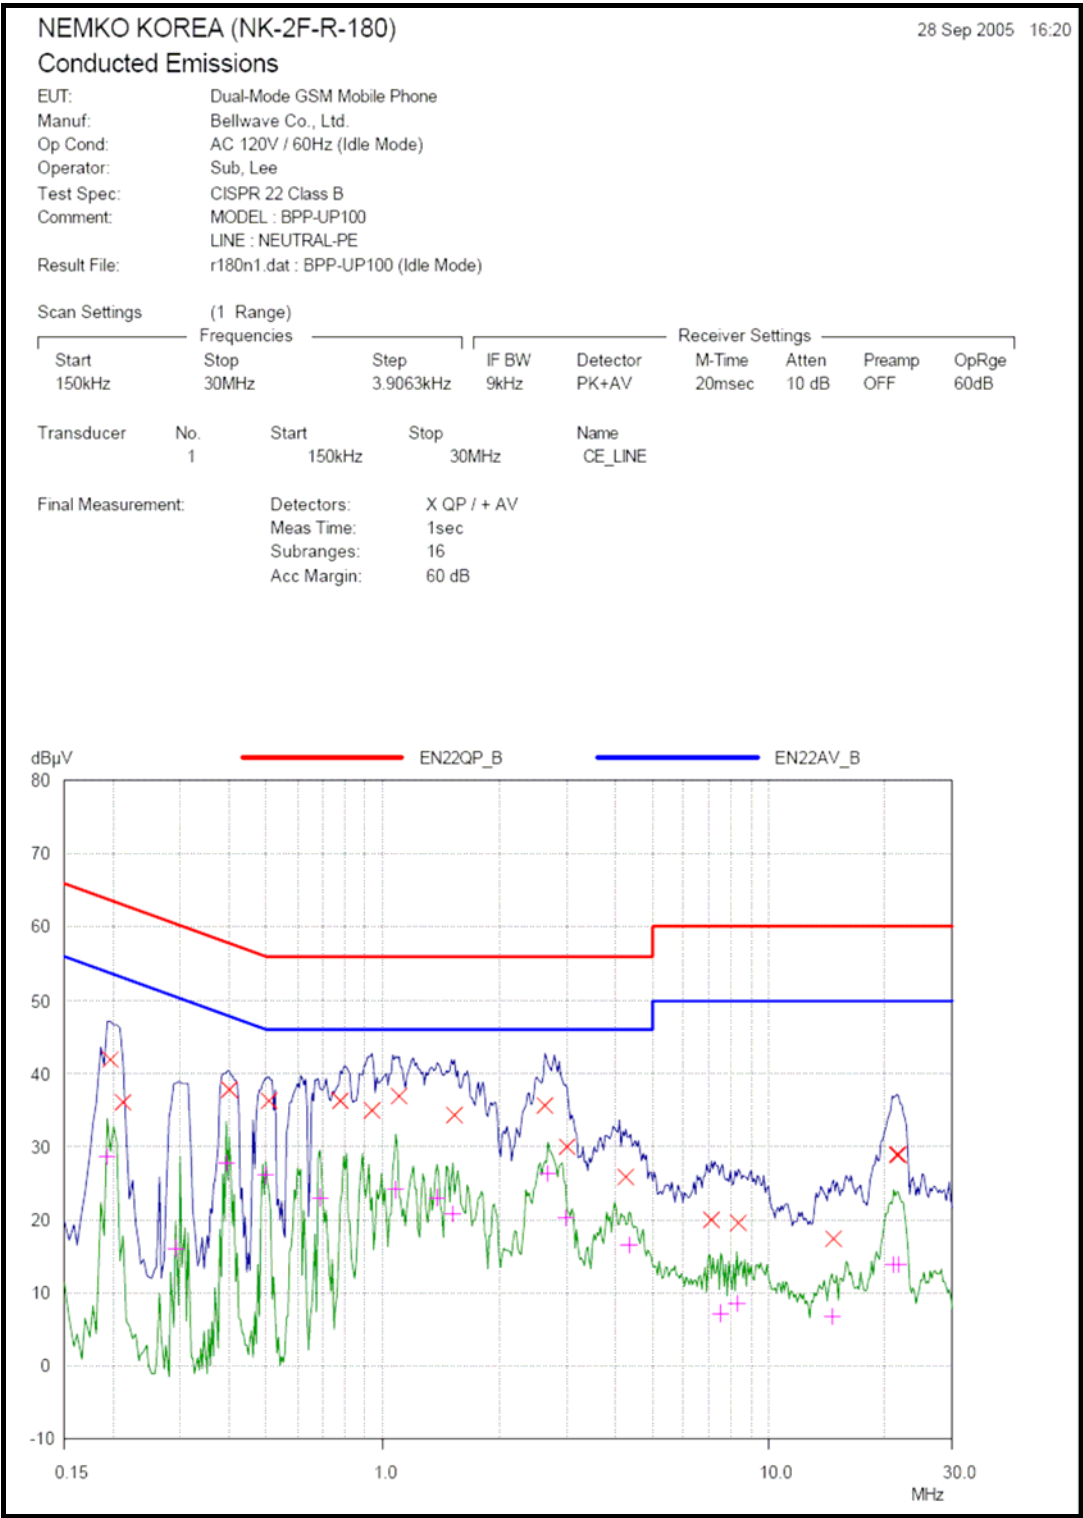 NEMKO KOREA (NK-2F-R-180) 28 Sep 2005 16:20
Conducted Emissions
EUT: Dual-Mode GSM Mobile Phone
Manuf: Bellwave Co., Ltd.
Op Cond: AC 120V / 60Hz (Idle Mode)
Operator: Sub, Lee
Test Spec: CISPR 22 Class B
Comment: MODEL : BPP-UP100
LINE : NEUTRAL-PE
Result File: r180n1.dat : BPP-UP100 (Idle Mode)
Scan Settings (1 Range)
Frequencies Receiver Settings
Start Stop Step IF BW Detector M-Time Atten Preamp OpRge
150kHz 30MHz 3.9063kHz 9kHz PK+AV 20msec 10 dB OFF 60dB
Transducer No. Start Stop Name
1 150kHz 30MHz CE_LINE
Final Measurement: Detectors: X QP / + AV
Meas Time: 1sec
Subranges: 16
Acc Margin: 60 dB
dBµV EN22QP_B EN22AV_B
80
70
60
50
40
30
20
10
0
-10
0.15 1.0 10.0 30.0
MHz